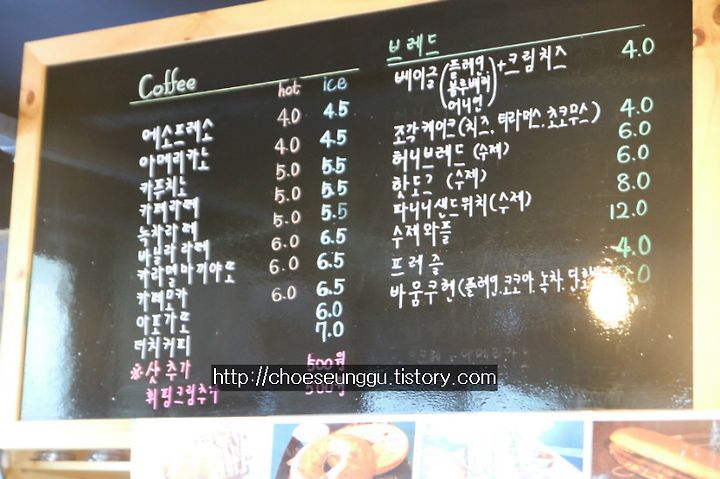 Coffee hot ice
에소프레소 4.0 4.5
아메리카노 4.0 4.5
카푸치노 5.0 5.5
카페라떼 5.0 5.5
녹차라떼 5.0 5.5
바닐라라떼 6.0 6.5
카라멜마끼아또 6.0 6.5
카페모카 6.0 6.5
아포가토 6.0
더치커피 7.0
※샷추가 500원
휘핑크림추가
브레드
베이글(플레인 블루베리 어니언)+크림치즈 4.0
조각케이크(치즈, 티라미스, 쵸코무스) 4.0
허니브레드 (수제) 6.0
핫도그 (수제) 6.0
파니니샌드위치(수제) 8.0
수제와플 12.0
프레즐 4.0
바움쿠헨(플레인, 코코아, 녹차,
http://choeseunggu.tistory.com